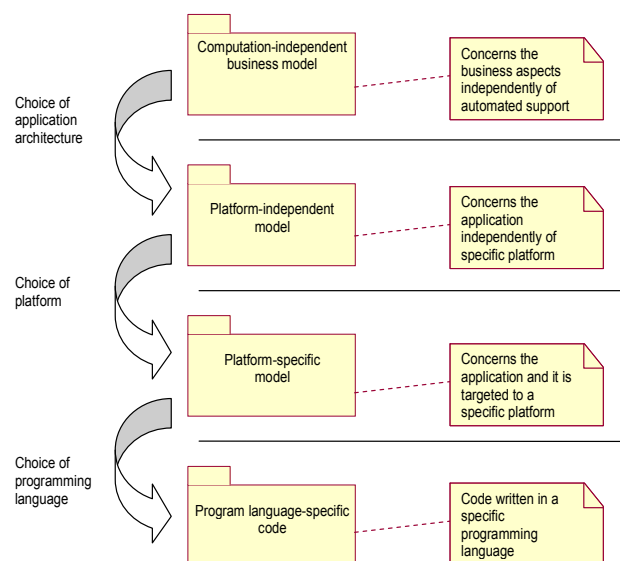 Computation-independent
business model
Concerns the
business aspects
independently of
automated support
Choice of
application
architecture
Platform-independent
model
Concerns the
application
independently of
specific platform
Choice of
platform
Platform-specific
model
Concerns the
application and it is
targeted to a
specific platform
Choice of
programming
language
Program language-specific
code
Code written in a
specific
programming
language